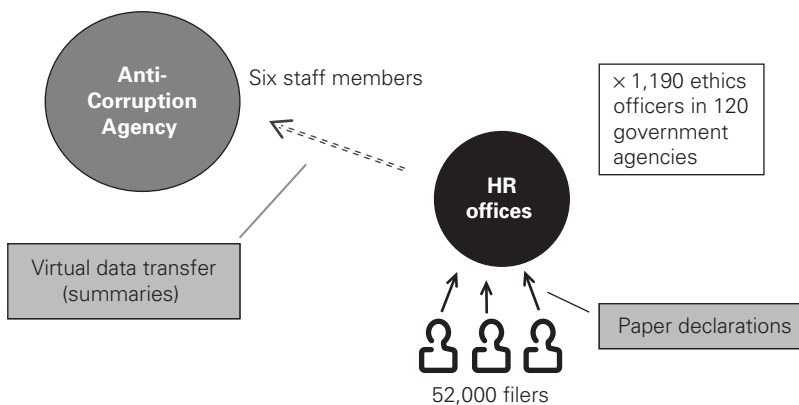 Anti-
Corruption
Agency
Six staff members
× 1,190 ethics
officers in 120
government
agencies
HR
offices
Virtual data transfer
(summaries)
Paper declarations
52,000 filers